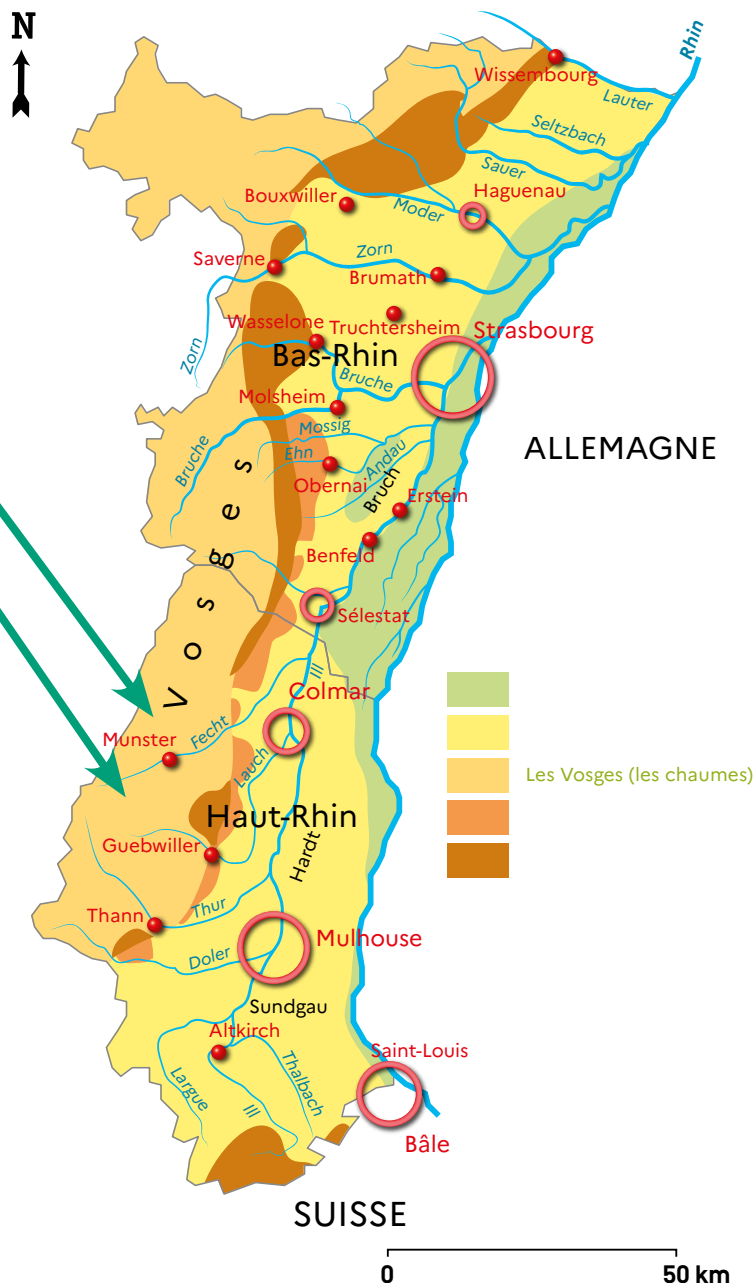 N
Rhin
Wissembourg
Lauter
Seltzbach
Sauer
Haguenau
Bouxwiller
Moder
Saverne
Zorn
Brumath
Zorn
Wasselone
Truchtersheim
Strasbourg
Bas-Rhin
Bruche
Molsheim
Mossig
Bruche
Ehn
Andau
Obernai
Bruch
Erstein
ALLEMAGNE
Benfeld
Vosges
Sélestat
Ill
Colmar
Munster
Fecht
Lauch
Les Vosges (les chaumes)
Haut-Rhin
Guebwiller
Hardt
Thur
Thann
Mulhouse
Doler
Sundgau
Altkirch
Saint-Louis
Largue
Ill
Thalbach
Bâle
SUISSE
0 50 km